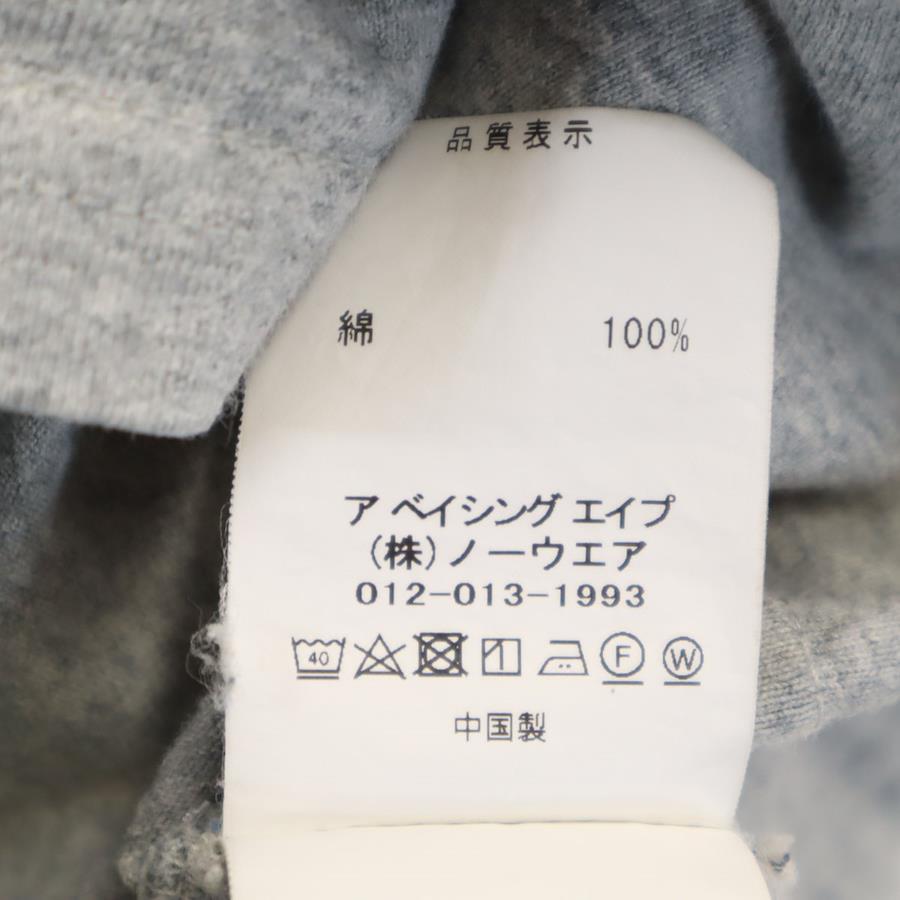 品質表示
綿 100%
ア ベイシング エイプ
(株)ノーウエア
012-013-1993
40 F W
中国製